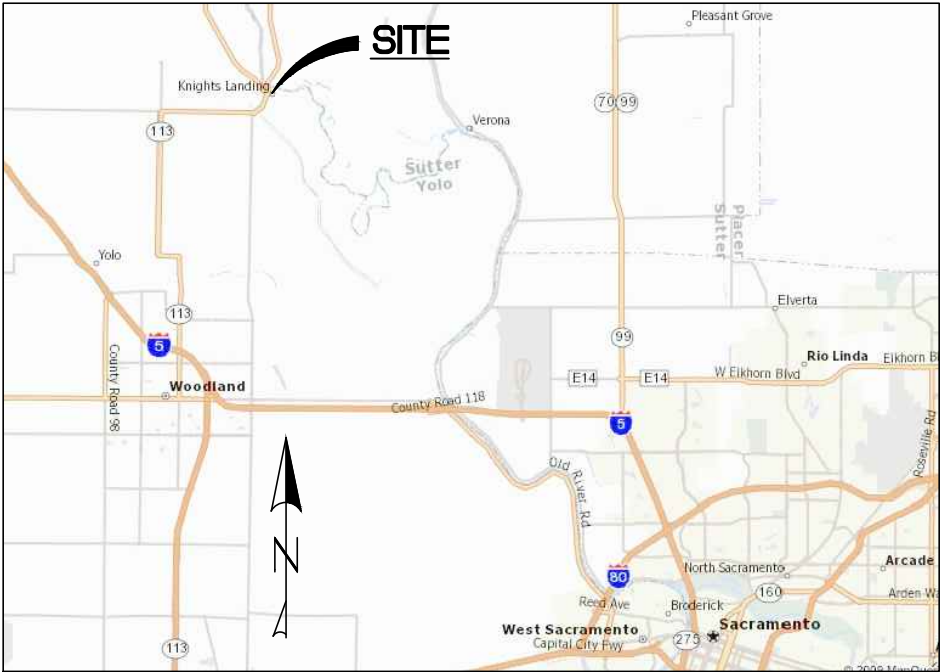 Pleasant Grove
SITE
Knights Landing
70 99
113
Verona
Sutter
Yolo
Placer
Sutter
Yolo
Elverta
113
99
5
Rio Linda
Elkhorn B
County Road 98
E14
E14
W Elkhorn Blvd
Woodland
County Road 118
5
Roseville Rd
Old River Rd
N
Arcade
North Sacramento
80
160
Arden Wa
Reed Ave
Broderick
West Sacramento
Sacramento
275
Capital City Fwy
113
© 2009 MapQues